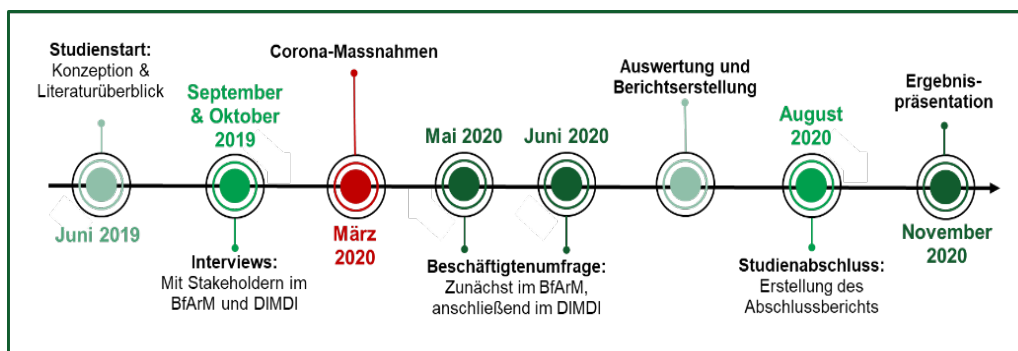 Studienstart:
Konzeption &
Literaturüberblick
Juni 2019
September
& Oktober
2019
Interviews:
Mit Stakeholdern im
BfArM und DIMDI
Corona-Massnahmen
März
2020
Mai 2020
Juni 2020
Beschäftigtenumfrage:
Zunächst im BfArM,
anschließend im DIMDI
Auswertung und
Berichtserstellung
August
2020
Studienabschluss:
Erstellung des
Abschlussberichts
Ergebnis-
präsentation
November
2020